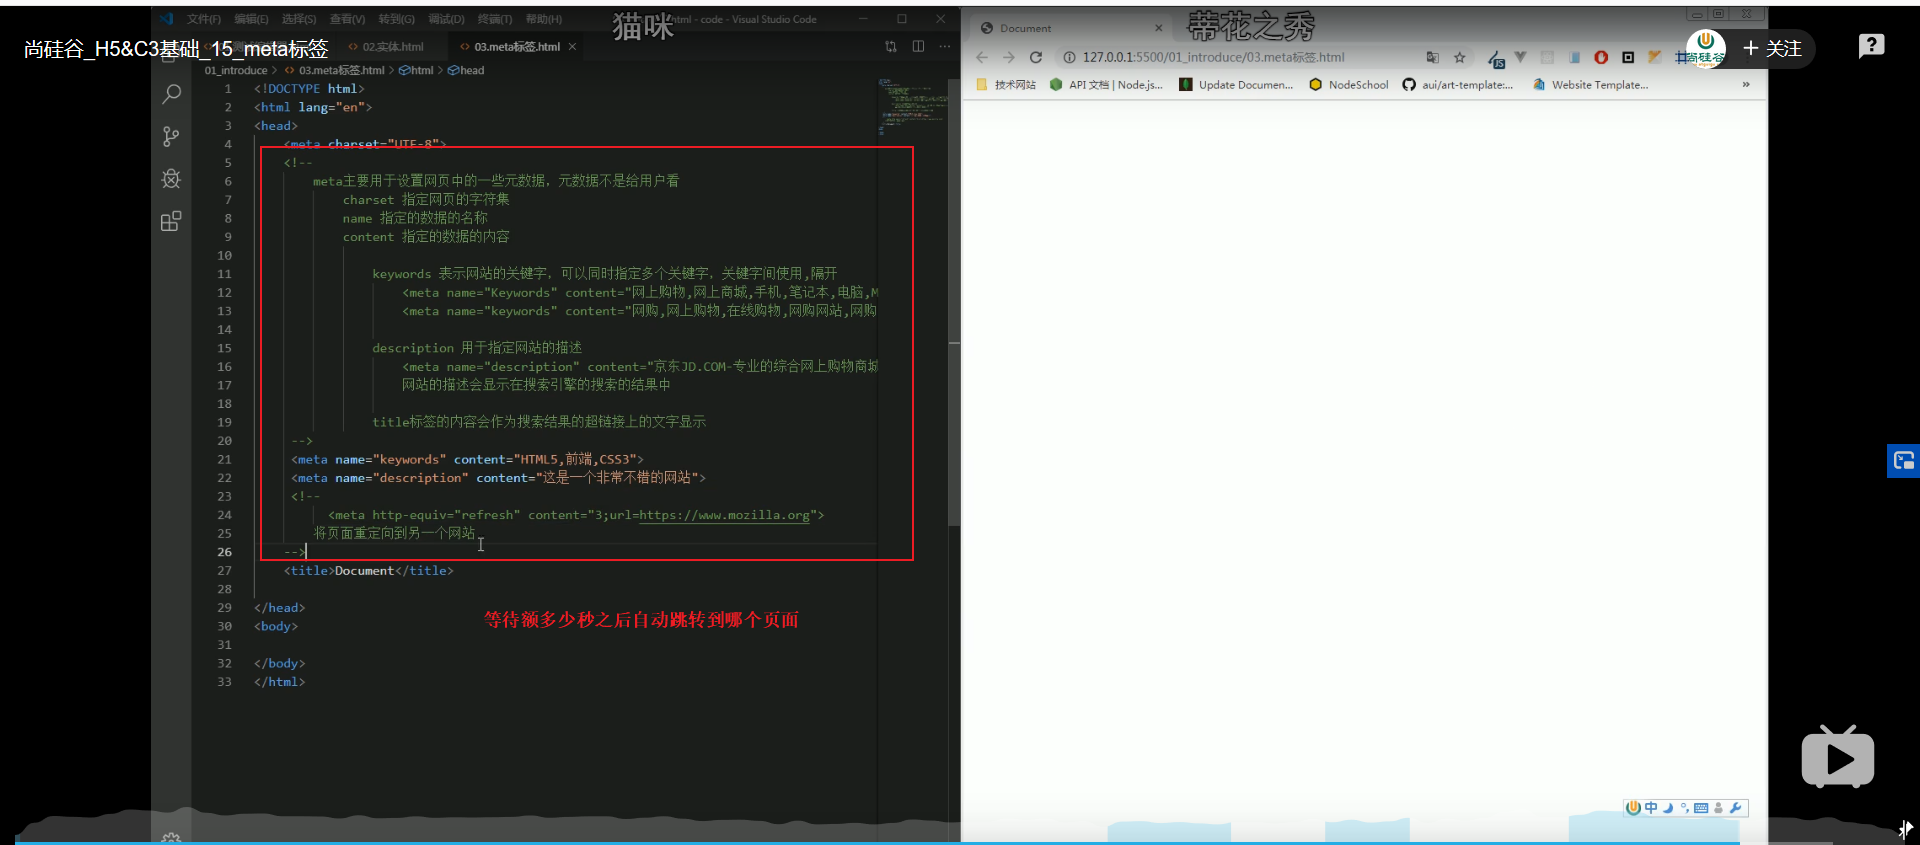 文件(F) 编辑(E) 选择(S) 查看(V) 转到(G) 调试(D) 终端(T) 帮助(H)
html - code - Visual Studio Code
猫咪
蒂花之秀
尚硅谷_H5&C3基础_15_meta标签
02.实体.html
03.meta标签.html
Document
01_introduce > 03.meta标签.html > html > head
127.0.0.1:5500/01_introduce/03.meta标签.html
尚硅谷
+ 关注
技术网站
API 文档 | Node.js...
Update Documen...
NodeSchool
aui/art-template:...
Website Template...
»
1 <!DOCTYPE html>
2 <html lang="en">
3 <head>
4 <meta charset="UTF-8">
5 <!--
6 meta主要用于设置网页中的一些元数据，元数据不是给用户看
7 charset 指定网页的字符集
8 name 指定的数据的名称
9 content 指定的数据的内容
10
11 keywords 表示网站的关键字，可以同时指定多个关键字，关键字间使用,隔开
12 <meta name="Keywords" content="网上购物,网上商城,手机,笔记本,电脑,M
13 <meta name="keywords" content="网购,网上购物,在线购物,网购网站,网购
14
15 description 用于指定网站的描述
16 <meta name="description" content="京东JD.COM-专业的综合网上购物商城
17 网站的描述会显示在搜索引擎的搜索的结果中
18
19 title标签的内容会作为搜索结果的超链接上的文字显示
20 -->
21 <meta name="keywords" content="HTML5,前端,CSS3">
22 <meta name="description" content="这是一个非常不错的网站">
23 <!--
24 <meta http-equiv="refresh" content="3;url=https://www.mozilla.org">
25 将页面重定向到另一个网站
26 -->
27 <title>Document</title>
28
29 </head>
30 <body>
31
32 </body>
33 </html>
等待额多少秒之后自动跳转到哪个页面
中